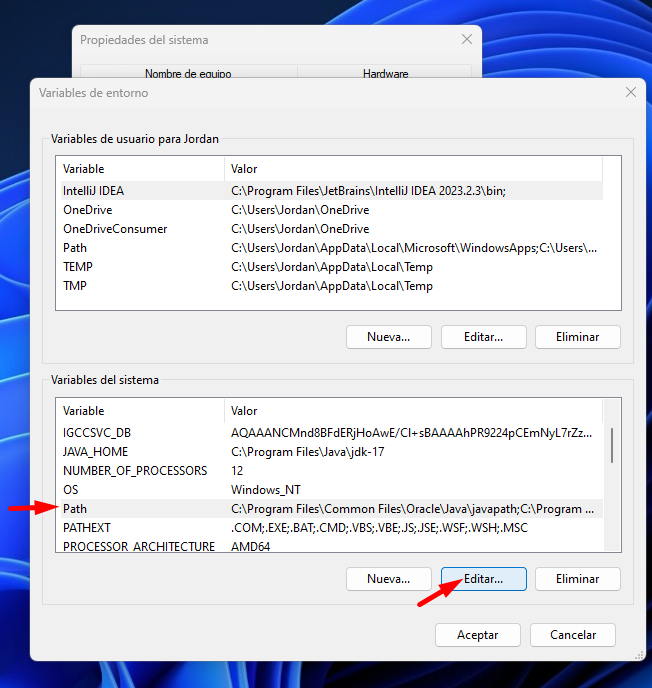 Propiedades del sistema
Nombre de equipo Hardware
Variables de entorno
Variables de usuario para Jordan
Variable Valor
IntelliJ IDEA C:\Program Files\JetBrains\IntelliJ IDEA 2023.2.3\bin;
OneDrive C:\Users\Jordan\OneDrive
OneDriveConsumer C:\Users\Jordan\OneDrive
Path C:\Users\Jordan\AppData\Local\Microsoft\WindowsApps;C:\Users\...
TEMP C:\Users\Jordan\AppData\Local\Temp
TMP C:\Users\Jordan\AppData\Local\Temp
Nueva... Editar... Eliminar
Variables del sistema
Variable Valor
IGCCSVC_DB AQAAANCMnd8BFdERjHoAwE/Cl+sBAAAAhPR9224pCEmNyL7rZz...
JAVA_HOME C:\Program Files\Java\jdk-17
NUMBER_OF_PROCESSORS 12
OS Windows_NT
Path C:\Program Files\Common Files\Oracle\Java\javapath;C:\Program ...
PATHEXT .COM;.EXE;.BAT;.CMD;.VBS;.VBE;.JS;.JSE;.WSF;.WSH;.MSC
PROCESSOR_ARCHITECTURE AMD64
Nueva... Editar... Eliminar
Aceptar Cancelar